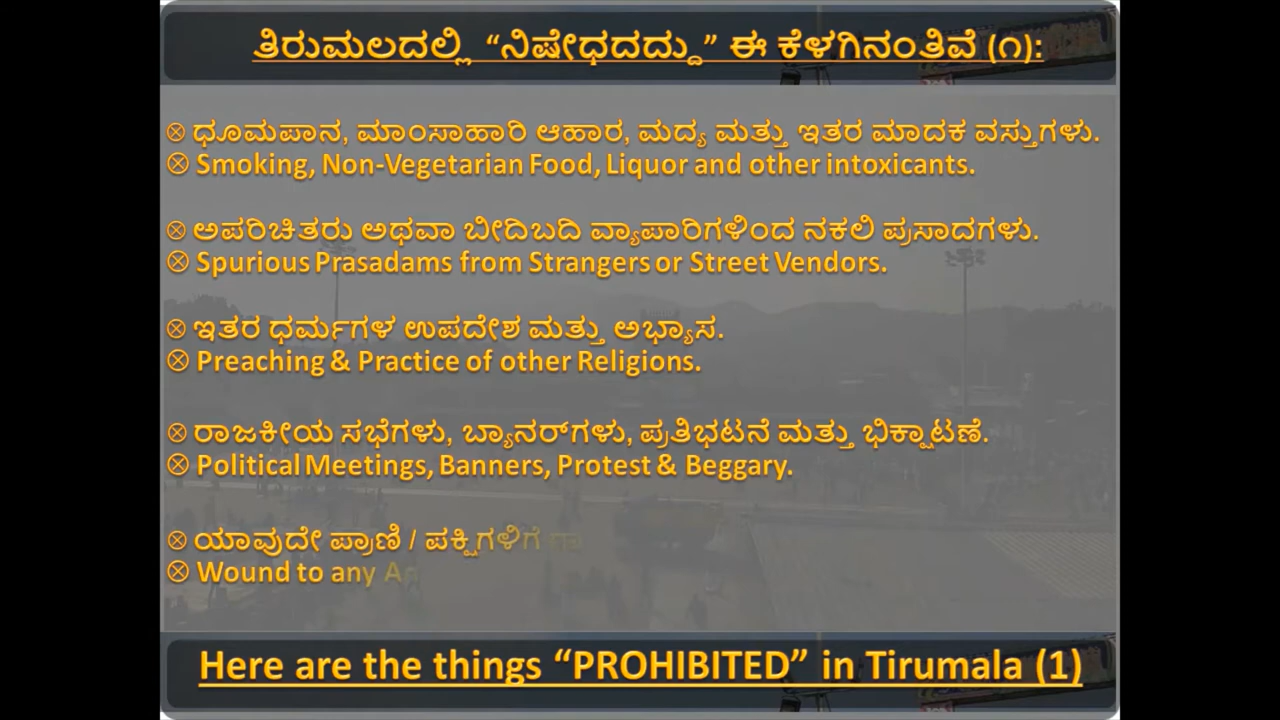 ತಿರುಮಲದಲ್ಲಿ “ನಿಷೇಧದದ್ದು” ಈ ಕೆಳಗಿನಂತಿವೆ (೧):
⊗ ಧೂಮಪಾನ, ಮಾಂಸಾಹಾರಿ ಆಹಾರ, ಮದ್ಯ ಮತ್ತು ಇತರ ಮಾದಕ ವಸ್ತುಗಳು.
⊗ Smoking, Non-Vegetarian Food, Liquor and other intoxicants.
⊗ ಅಪರಿಚಿತರು ಅಥವಾ ಬೀದಿಬದಿ ವ್ಯಾಪಾರಿಗಳಿಂದ ನಕಲಿ ಪ್ರಸಾದಗಳು.
⊗ Spurious Prasadams from Strangers or Street Vendors.
⊗ ಇತರ ಧರ್ಮಗಳ ಉಪದೇಶ ಮತ್ತು ಅಭ್ಯಾಸ.
⊗ Preaching & Practice of other Religions.
⊗ ರಾಜಕೀಯ ಸಭೆಗಳು, ಬ್ಯಾನರ್‌ಗಳು, ಪ್ರತಿಭಟನೆ ಮತ್ತು ಭಿಕ್ಷಾಟಣೆ.
⊗ Political Meetings, Banners, Protest & Beggary.
⊗ ಯಾವುದೇ ಪ್ರಾಣಿ / ಪಕ್ಷಿಗಳಿಗೆ
⊗ Wound to any
Here are the things “PROHIBITED” in Tirumala (1)